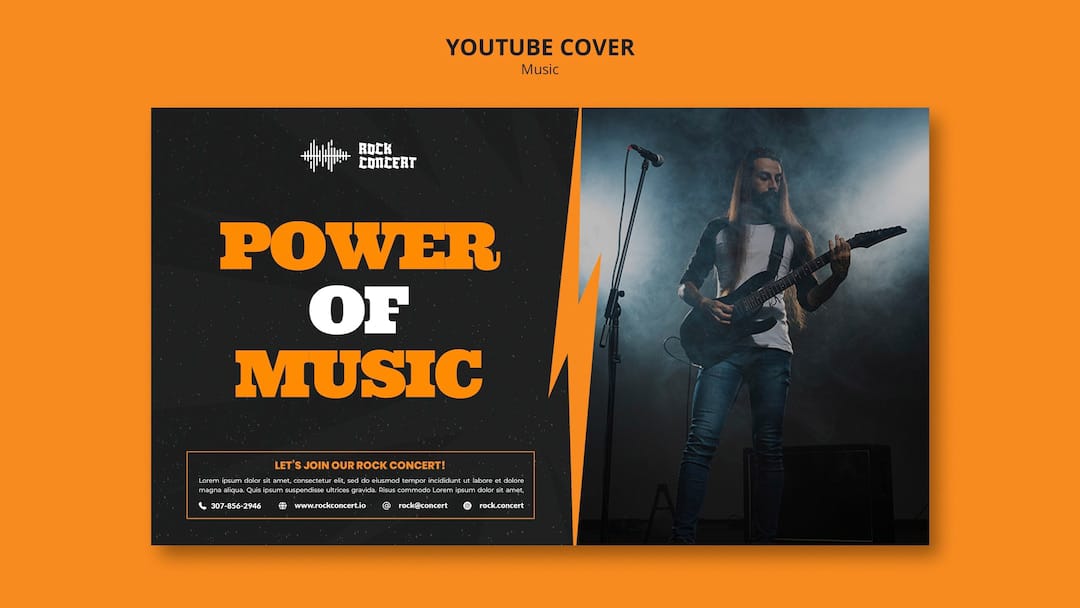 YOUTUBE COVER
Music
ROCK
CONCERT
POWER
OF
MUSIC
LET'S JOIN OUR ROCK CONCERT!
Lorem ipsum dolor sit amet, consectetur elit, sed do eiusmod tempor incididunt ut labore et dolore
magna aliqua. Quis ipsum suspendisse ultrices gravida. Risus commodo Lorem ipsum dolor sit amet,
307-856-2946 www.rockconcert.io rock@concert rock.concert